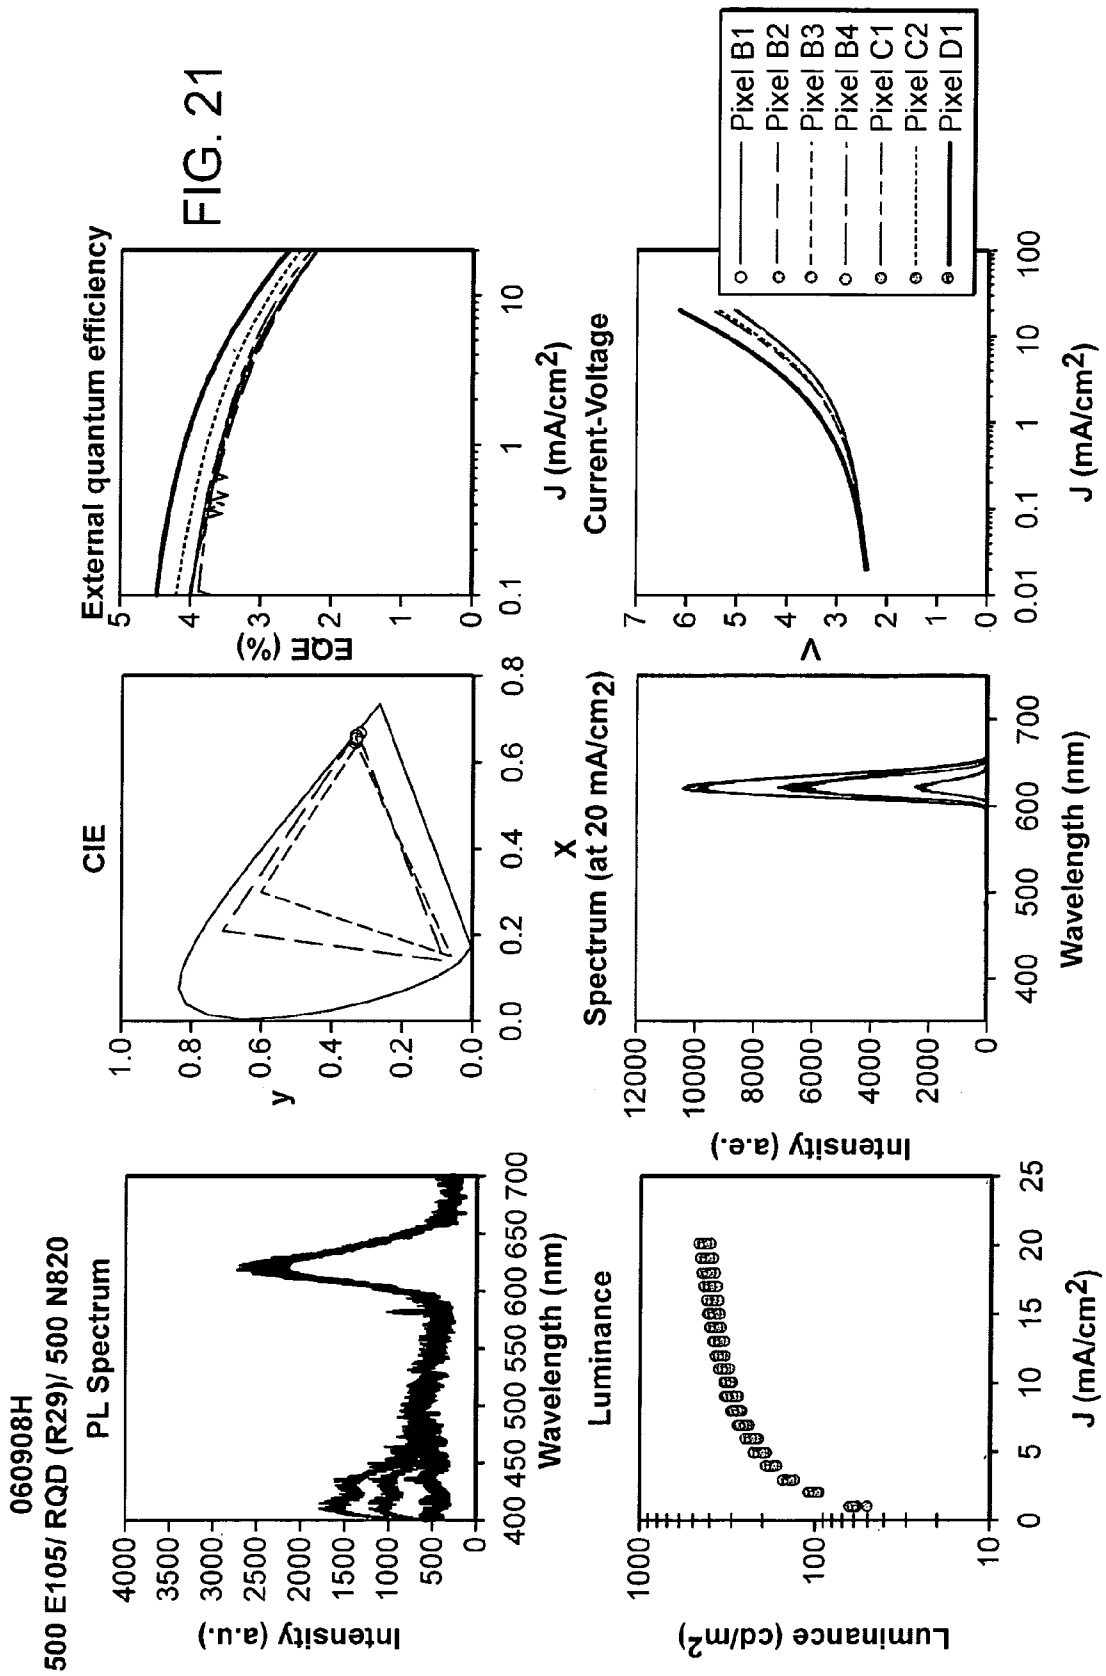 060908H
500 E105/ RQD (R29)/ 500 N820
PL Spectrum
4000
3500
3000
2500
2000
1500
1000
500
0
Intensity (a.u.)
400 450 500 550 600 650 700
Wavelength (nm)
CIE
1.0
0.8
0.6
0.4
0.2
0.0
y
0.0 0.2 0.4 0.6 0.8
X
External quantum efficiency
5
4
3
2
1
0
EQE (%)
0.1 1 10
J (mA/cm2)
FIG. 21
Luminance
1000
100
10
Luminance (cd/m2)
0 5 10 15 20 25
J (mA/cm2)
Spectrum (at 20 mA/cm2)
12000
10000
8000
6000
4000
2000
0
Intensity (a.e.)
400 500 600 700
Wavelength (nm)
Current-Voltage
7
6
5
4
3
2
1
0
V
0.01 0.1 1 10 100
J (mA/cm2)
Pixel B1
Pixel B2
Pixel B3
Pixel B4
Pixel C1
Pixel C2
Pixel D1